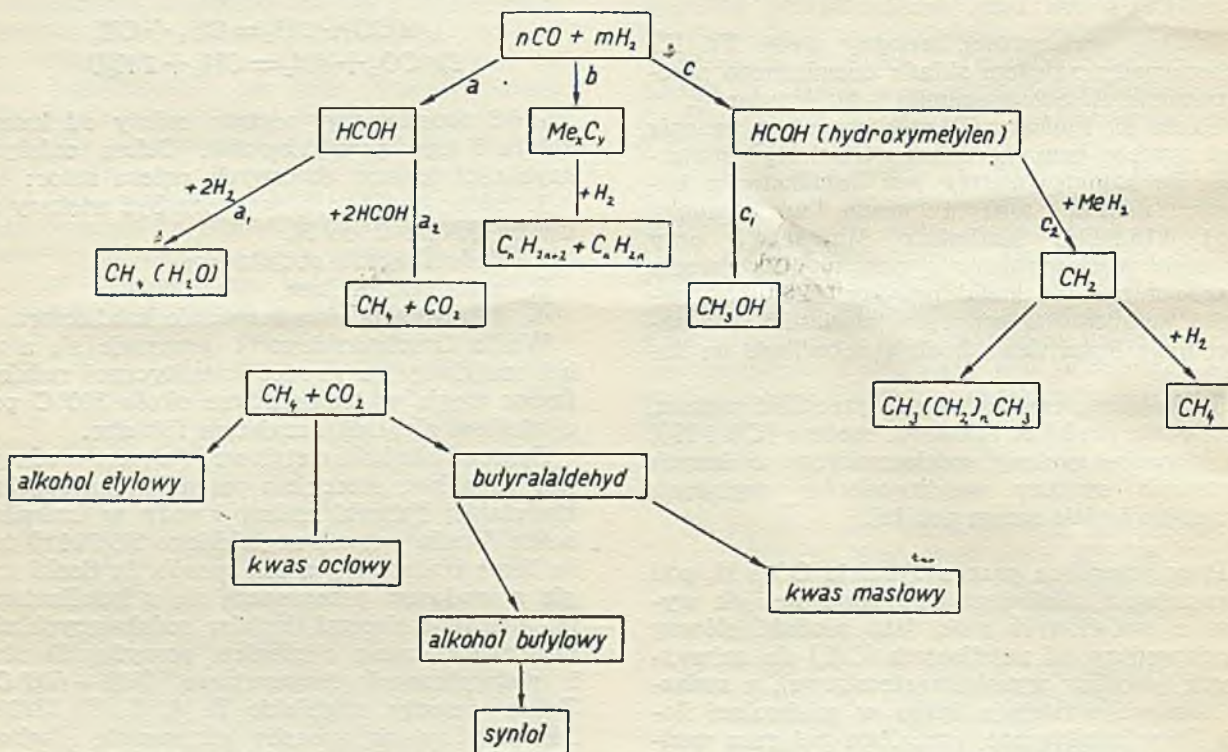 nCO + mH₂
a
b
c
HCOH
MeₓC_y
HCOH (hydroxymetylen)
+2H₂
a₁
+2HCOH
a₂
+H₂
c₁
+MeH₂
c₂
CH₄ (H₂O)
CₙH₂ₙ₊₂ + CₙH₂ₙ
CH₂
CH₄ + CO₂
CH₃OH
+H₂
CH₄ + CO₂
CH₃(CH₂)ₙCH₃
CH₄
alkohol etylowy
butyralaldehyd
kwas octowy
kwas masłowy
alkohol butylowy
syntol